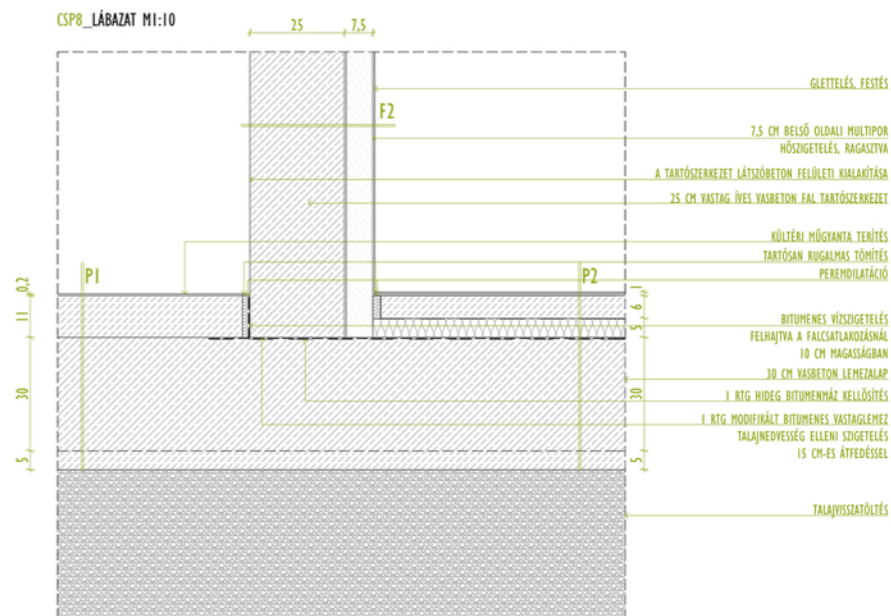 CSP8_LÁBAZAT M1:10
25
7,5
GLETTELÉS, FESTÉS
F2
7,5 CM BELSŐ OLDALI MULTIPOR
HŐSZIGETELÉS, RAGASZTVA
A TARTÓSZERKEZET LÁTSZÓBETON FELÜLETI KIALAKÍTÁSA
25 CM VASTAG ÍVES VASBETON FAL TARTÓSZERKEZET
KÜLTÉRI MŰGYANTA TERÍTÉS
TARTÓSAN RUGALMAS TÖMÍTÉS
PEREMDILATÁCIÓ
P1
P2
0,2
11
30
5
1
6
5
30
5
BITUMENES VÍZSZIGETELÉS
FELHAJTVA A FALCSATLAKOZÁSNÁL
10 CM MAGASSÁGBAN
30 CM VASBETON LEMEZALAP
1 RTG HIDEG BITUMENMÁZ KELLŐSÍTÉS
1 RTG MODIFIKÁLT BITUMENES VASTAGLEMEZ
TALAJNEDVESSÉG ELLENI SZIGETELÉS
15 CM-ES ÁTFEDÉSSEL
TALAJVISSZATÖLTÉS